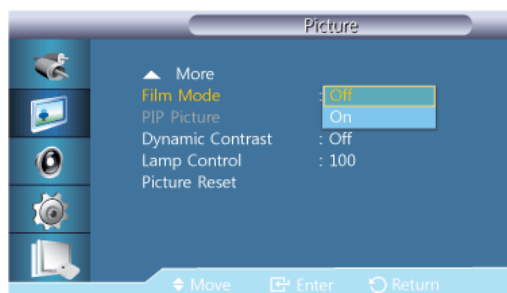 Picture
▲ More
Film Mode : Off
PIP Picture On
Dynamic Contrast : Off
Lamp Control : 100
Picture Reset
Move Enter Return